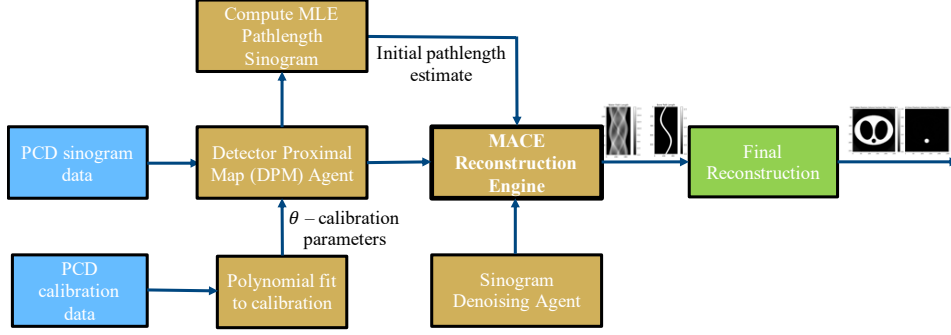 Compute MLE
Pathlength
Sinogram
Initial pathlength
estimate
PCD sinogram
data
Detector Proximal
Map (DPM) Agent
MACE
Reconstruction
Engine
Final
Reconstruction
θ – calibration
parameters
PCD
calibration
data
Polynomial fit
to calibration
Sinogram
Denoising Agent